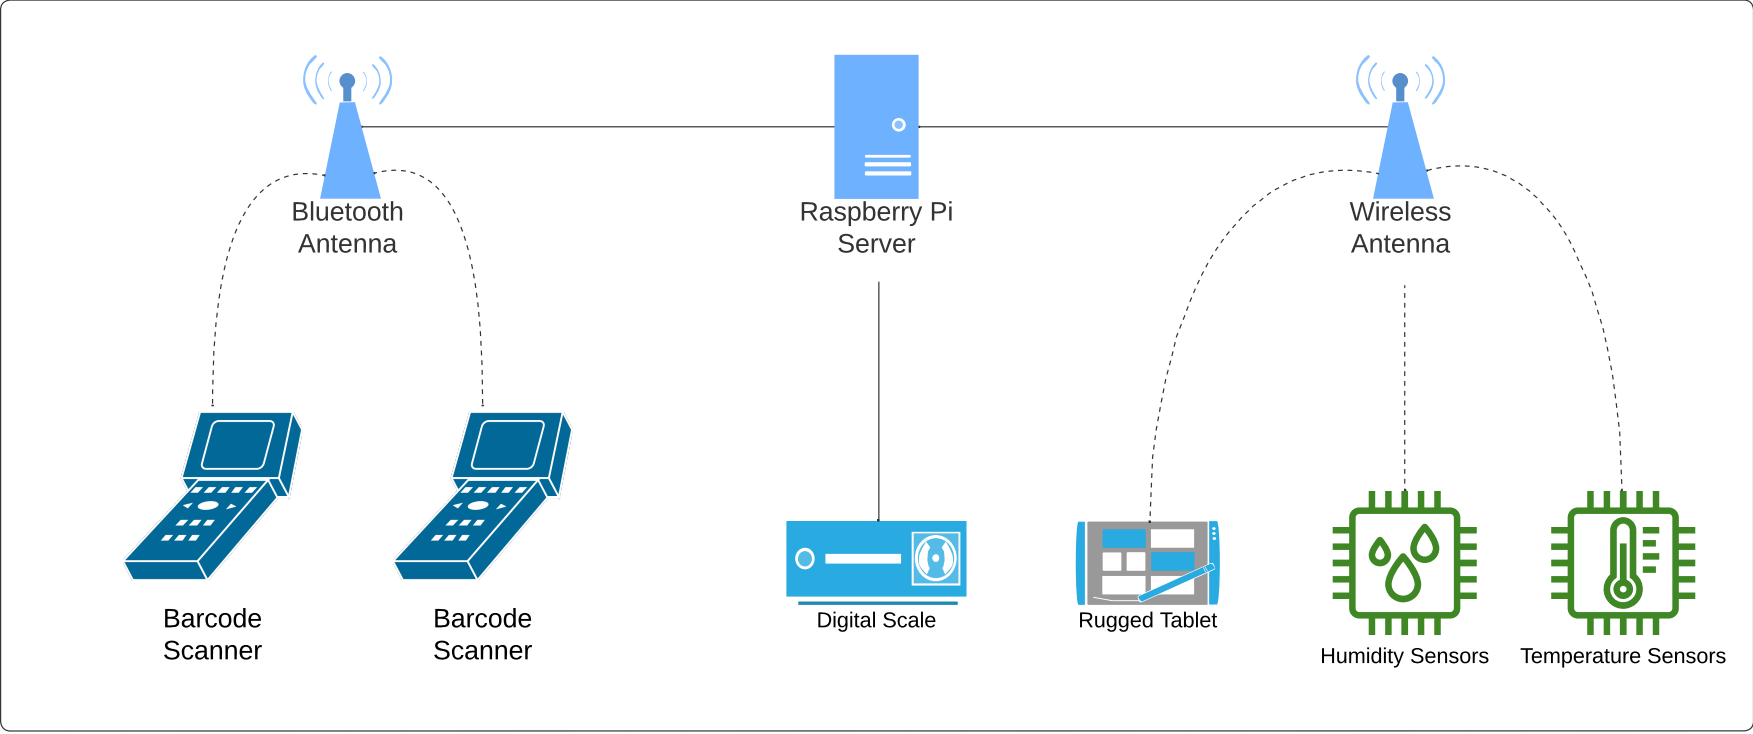 Bluetooth
Antenna
Raspberry Pi
Server
Wireless
Antenna
Barcode
Scanner
Barcode
Scanner
Digital Scale
Rugged Tablet
Humidity Sensors
Temperature Sensors